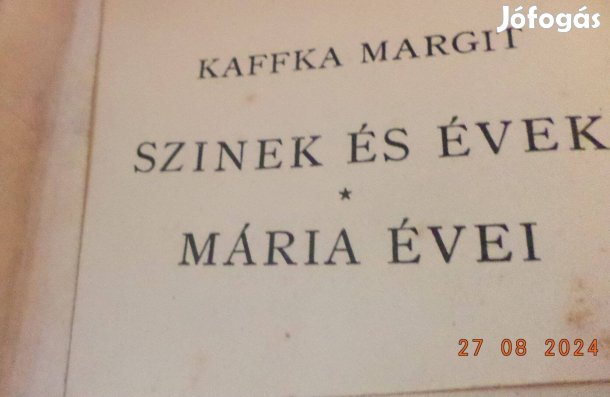 Jófogás
KAFFKA MARGIT
SZINEK ÉS ÉVEK
*
MÁRIA ÉVEI
27 08 2024